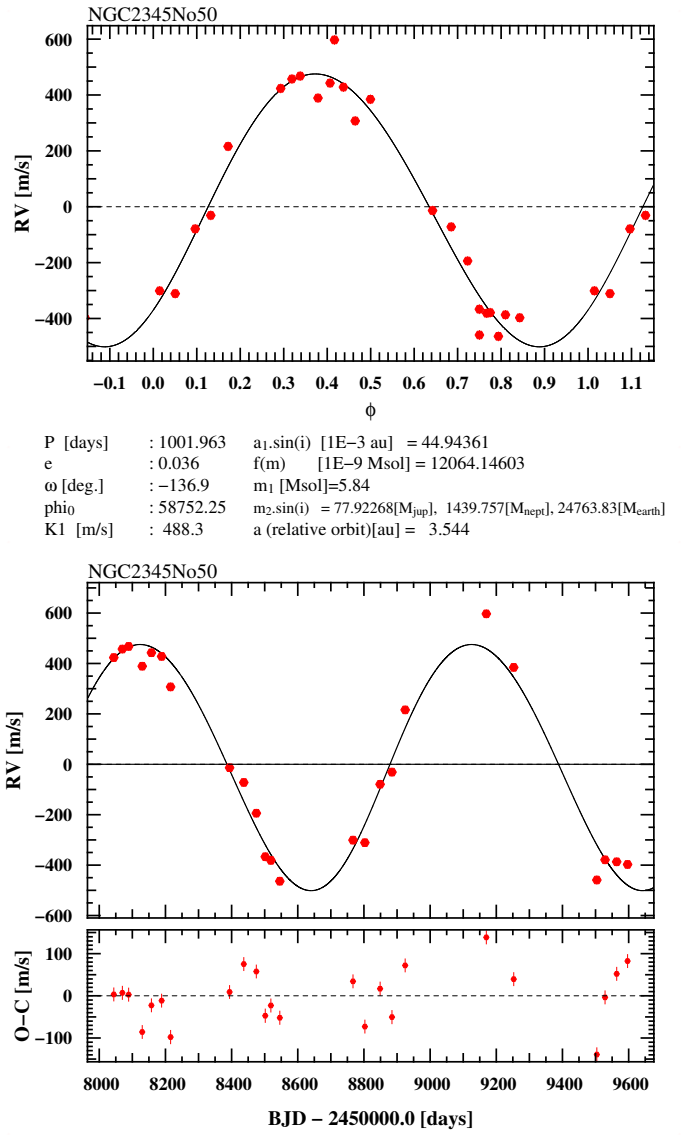 NGC2345No50
600
400
200
0
−200
−400
RV [m/s]
−0.1 0.0 0.1 0.2 0.3 0.4 0.5 0.6 0.7 0.8 0.9 1.0 1.1
ϕ
P [days] : 1001.963 a₁.sin(i) [1E−3 au] = 44.94361
e : 0.036 f(m) [1E−9 Msol] = 12064.14603
ω [deg.] : −136.9 m₁ [Msol]=5.84
phi₀ : 58752.25 m₂.sin(i) = 77.92268[Mjup], 1439.757[Mnept], 24763.83[Mearth]
K1 [m/s] : 488.3 a (relative orbit)[au] = 3.544
NGC2345No50
600
400
200
0
−200
−400
−600
RV [m/s]
100
0
−100
O−C [m/s]
8000 8200 8400 8600 8800 9000 9200 9400 9600
BJD − 2450000.0 [days]